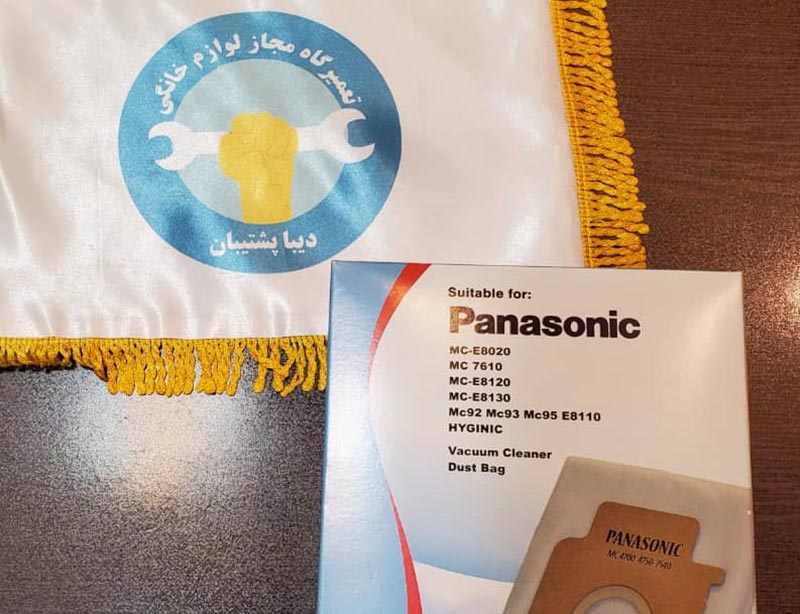 تعمیرگاه مجاز لوازم خانگی
دیبا پشتیبان
Suitable for:
Panasonic
MC-E8020
MC 7610
MC-E8120
MC-E8130
Mc92 Mc93 Mc95 E8110
HYGINIC
Vacuum Cleaner
Dust Bag
PANASONIC
MC 4700 4750 7540